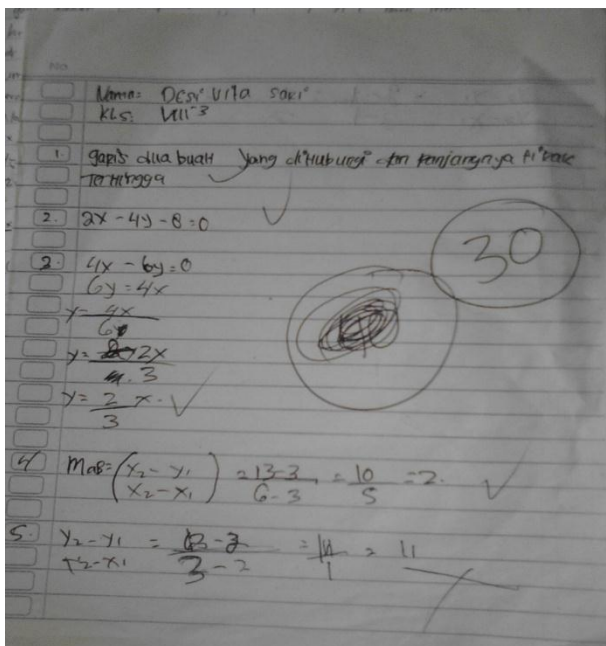 No
Nama: Desi Vita Sari
Kls: VIII-3
1. garis dua buah yang dihubungi dan panjangnya tidak
Terhingga
2. 2x - 4y - 8 = 0
30
3. 4x - 6y = 0
6y = 4x
y = 4x / 6
y = 2x / 3
y = 2/3 x.
4 MaB = (x₂ - y₁ / x₂ - x₁) = 13-3 / 6-3 = 10/5 = 2.
5. y₂ - y₁ / x₂ - x₁ = 13-2 / 3-2 = 11/1 = 11